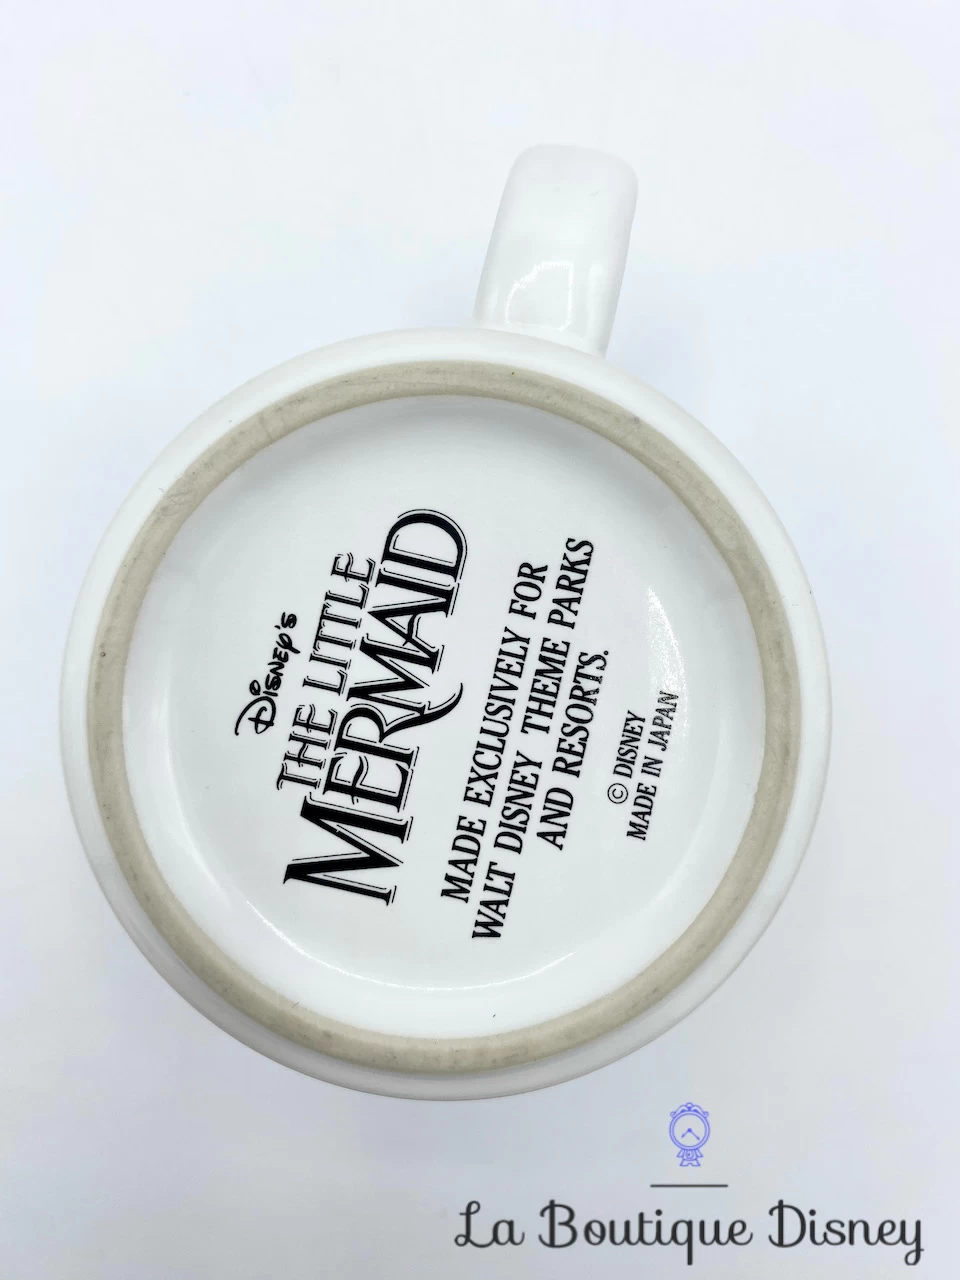 Disney's
THE LITTLE
MERMAID
MADE EXCLUSIVELY FOR
WALT DISNEY THEME PARKS
AND RESORTS.
© DISNEY
MADE IN JAPAN
La Boutique Disney